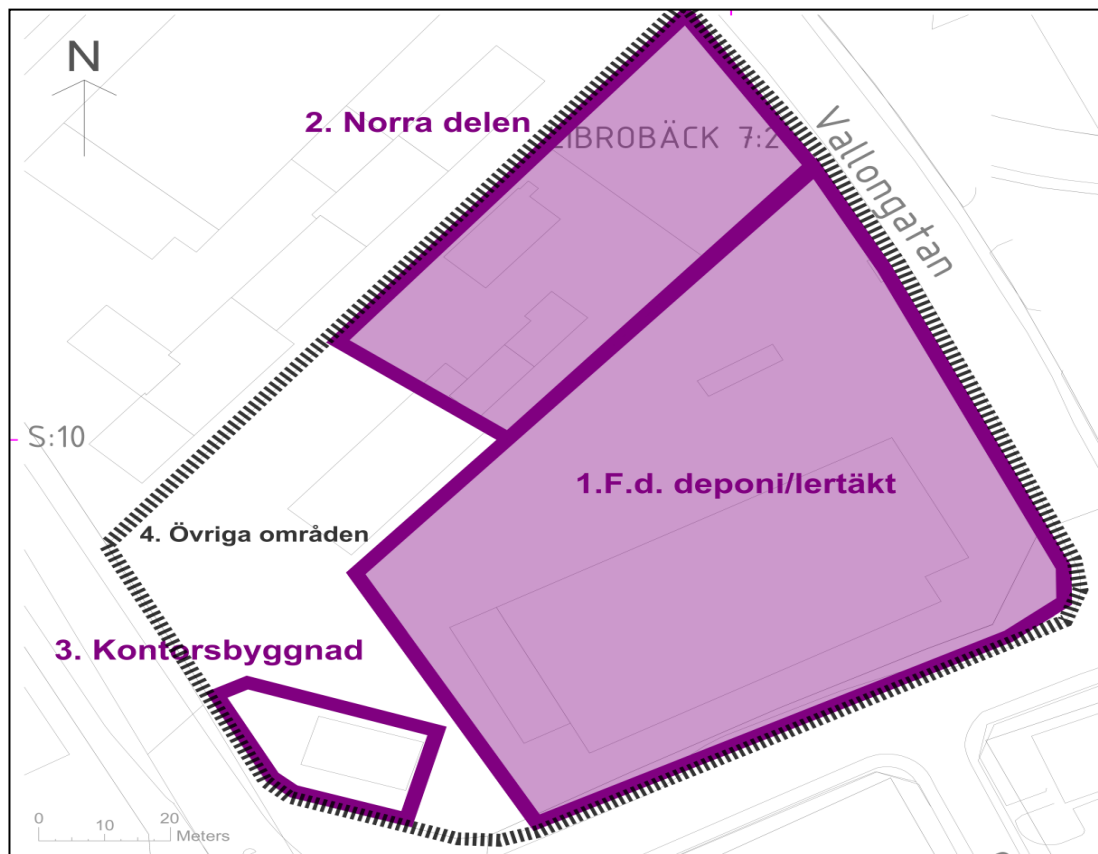 N
2. Norra delen
IBROBÄCK 7:2
Vallongatan
S:10
1.F.d. deponi/lertäkt
4. Övriga områden
3. Kontorsbyggnad
0 10 20
Meters